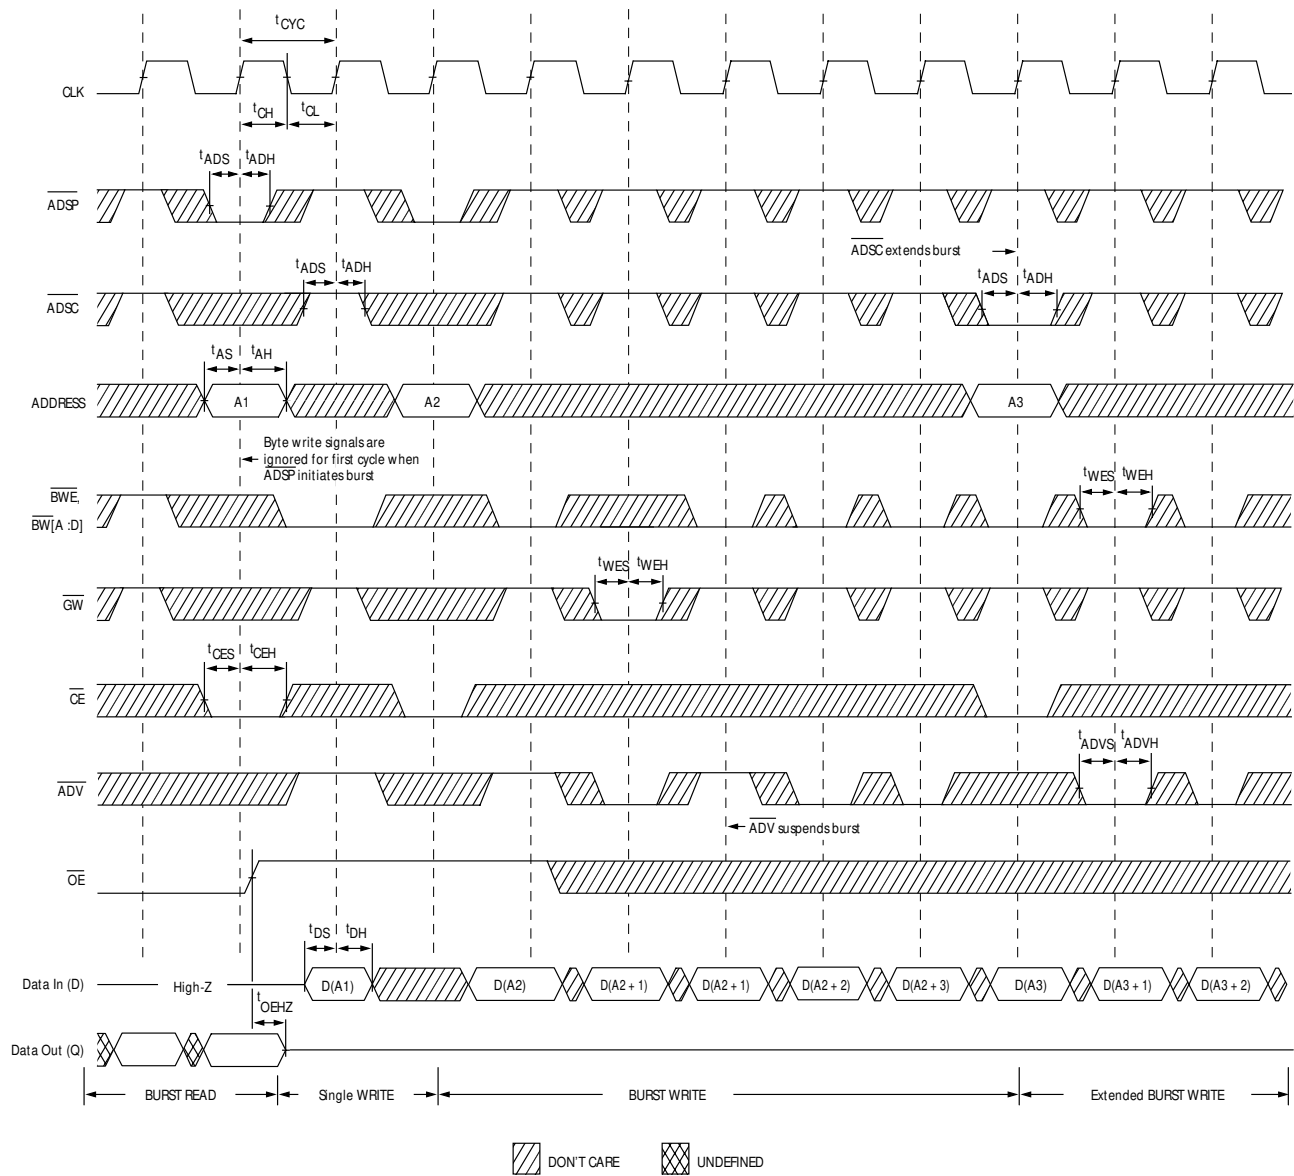 tCYC
CLK
tCH
tCL
tADS
tADH
ADSP
ADSC extends burst
tADS
tADH
tADS
tADH
ADSC
tAS
tAH
ADDRESS
A1
A2
A3
Byte write signals are
ignored for first cycle when
ADSP initiates burst
tWES
tWEH
BWE,
BW[A :D]
tWES
tWEH
GW
tCES
tCEH
CE
tADVS
tADVH
ADV
ADV suspends burst
OE
tDS
tDH
Data In (D)
High-Z
D(A1)
D(A2)
D(A2 + 1)
D(A2 + 1)
D(A2 + 2)
D(A2 + 3)
D(A3)
D(A3 + 1)
D(A3 + 2)
tOEHZ
Data Out (Q)
BURST READ
Single WRITE
BURST WRITE
Extended BURST WRITE
DON'T CARE
UNDEFINED